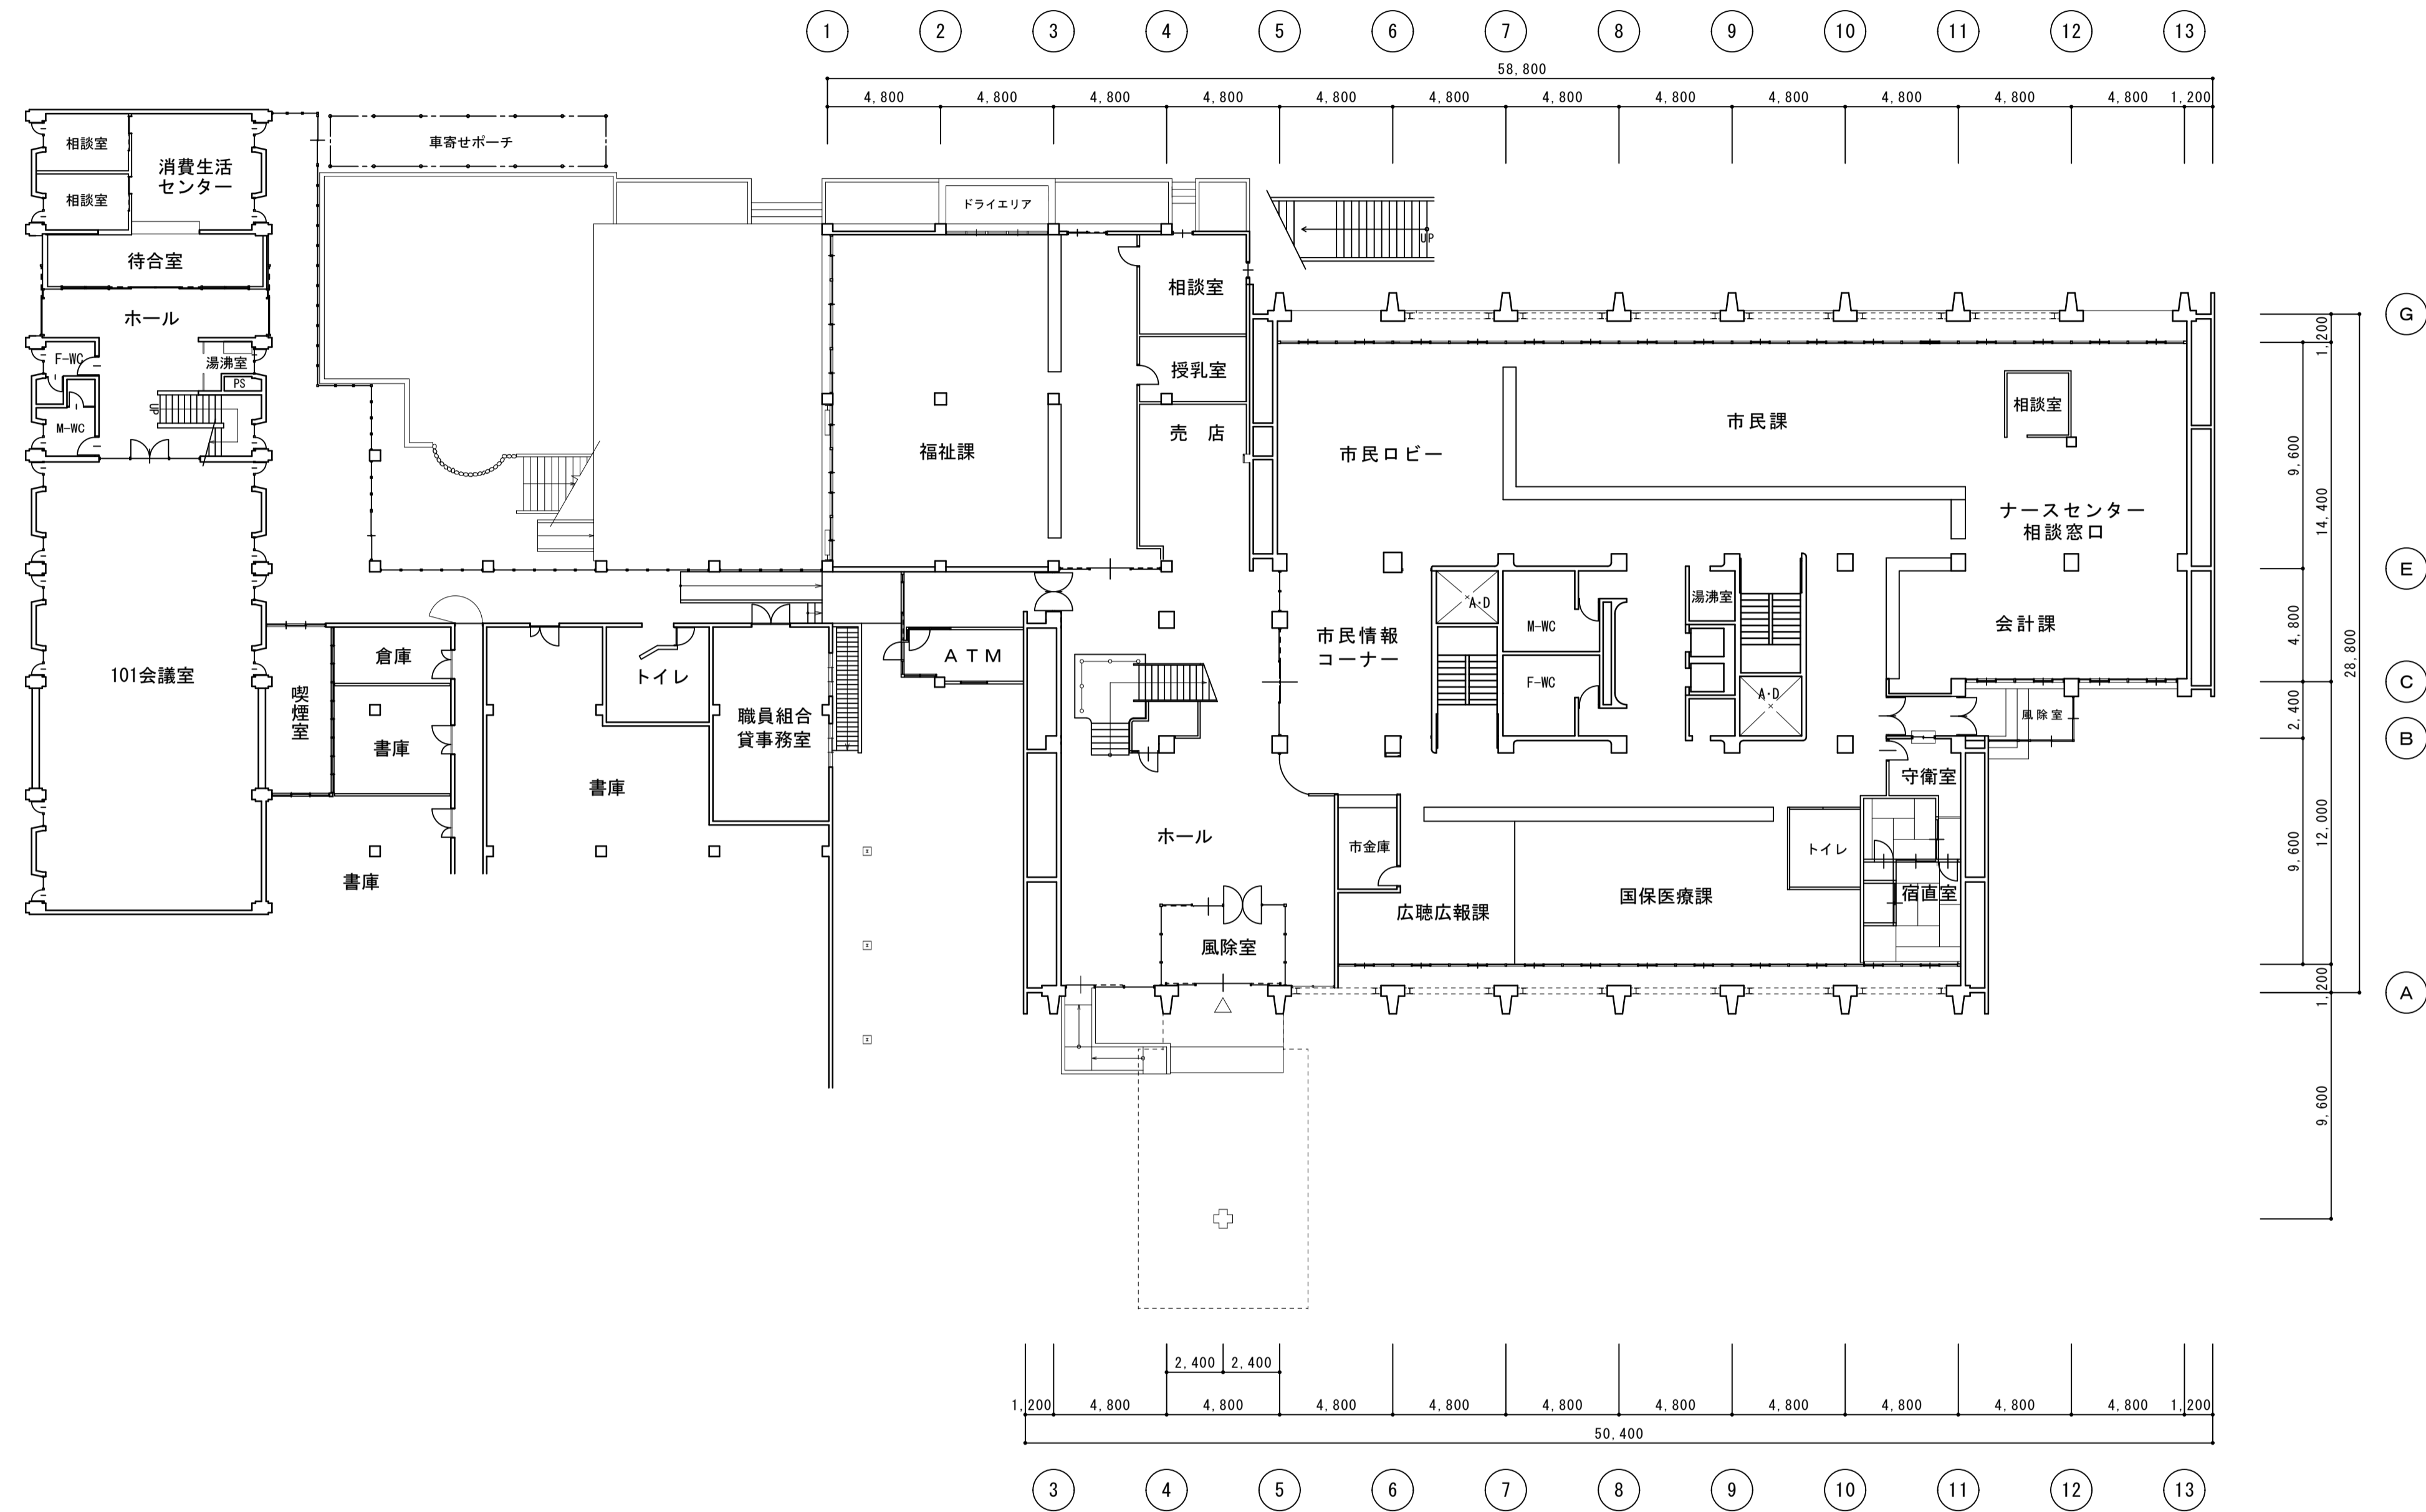 1 2 3 4 5 6 7 8 9 10 11 12 13
58,800
4,800 4,800 4,800 4,800 4,800 4,800 4,800 4,800 4,800 4,800 4,800 4,800 1,200
車寄せポーチ
相談室
消費生活
センター
相談室
待合室
ホール
F-WC
湯沸室
PS
UP
M-WC
101会議室
喫煙室
倉庫
書庫
書庫
トイレ
職員組合
貸事務室
書庫
ドライエリア
UP
福祉課
相談室
授乳室
売 店
ATM
ホール
風除室
市民ロビー
市民課
相談室
ナースセンター
相談窓口
市民情報
コーナー
A·D
M-WC
F-WC
湯沸室
A·D
会計課
風除室
守衛室
市金庫
トイレ
宿直室
広聴広報課
国保医療課
G
E
C
B
A
1,200
9,600
14,400
4,800
28,800
2,400
12,000
9,600
1,200
9,600
2,400 2,400
1,200 4,800 4,800 4,800 4,800 4,800 4,800 4,800 4,800 4,800 4,800 1,200
50,400
3 4 5 6 7 8 9 10 11 12 13